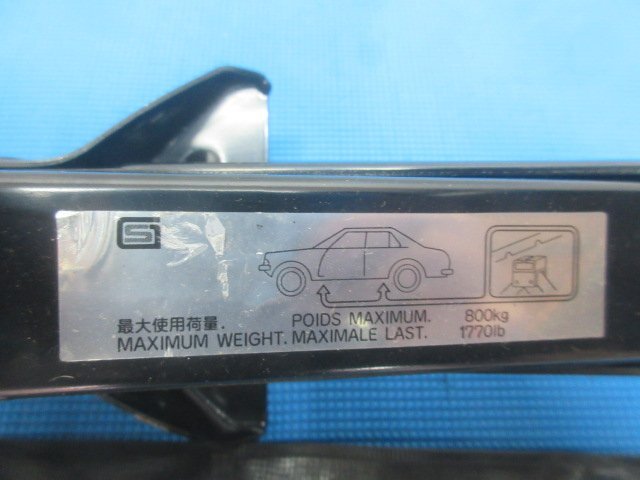 最大使用荷量.
POIDS MAXIMUM. 800kg
MAXIMUM WEIGHT. MAXIMALE LAST. 1770lb